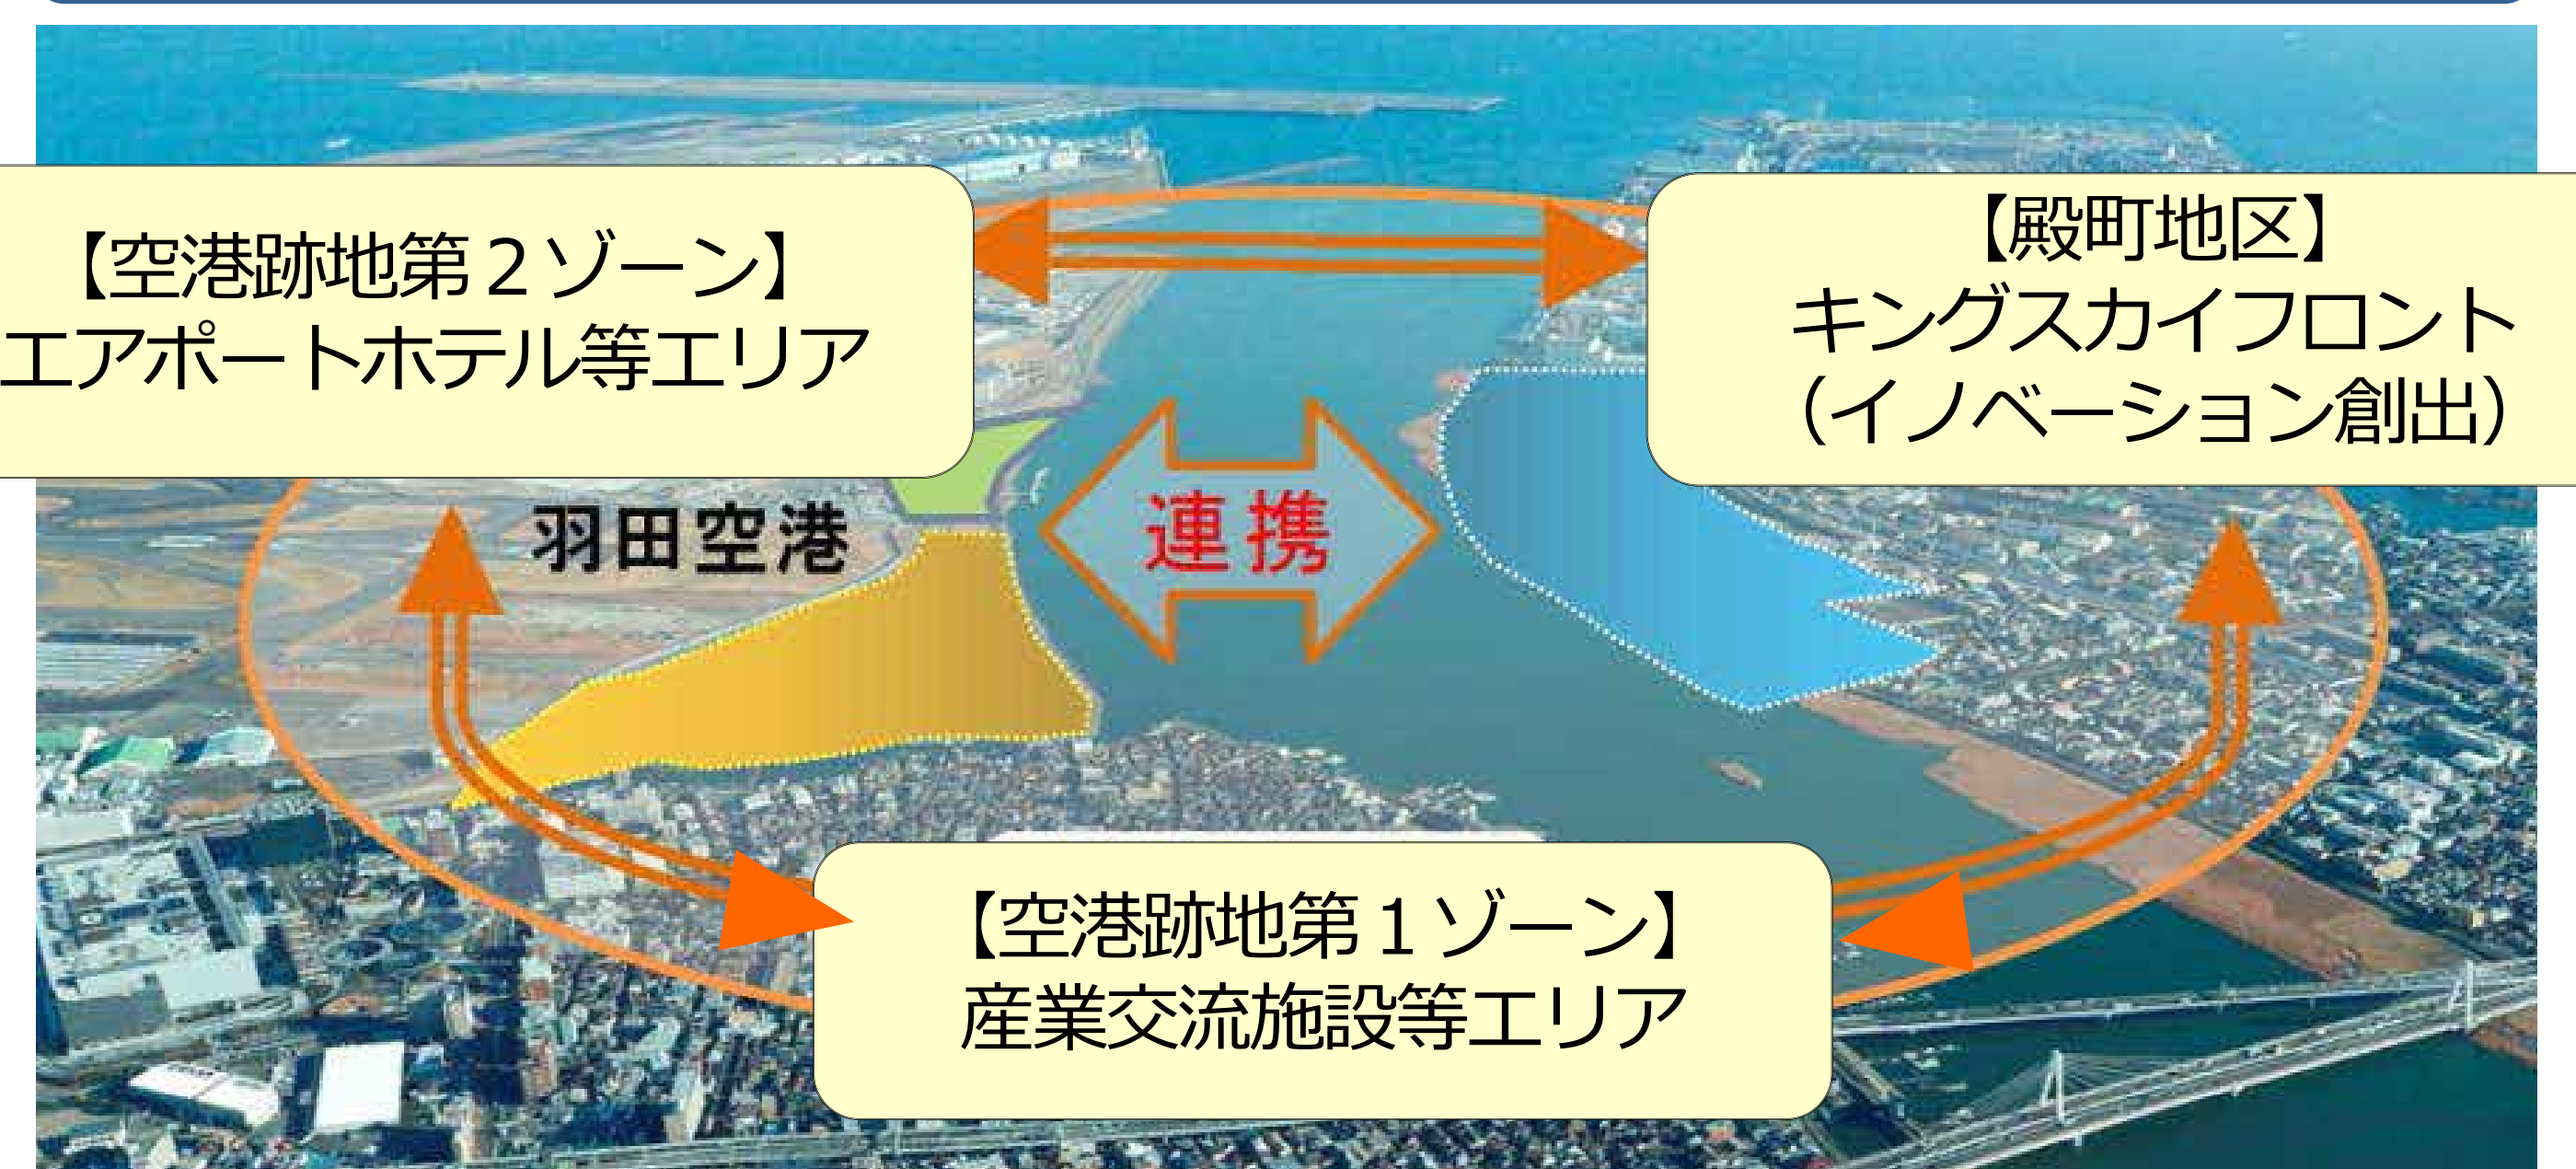 【空港跡地第２ゾーン】
エアポートホテル等エリア
【殿町地区】
キングスカイフロント
（イノベーション創出）
羽田空港
連携
【空港跡地第１ゾーン】
産業交流施設等エリア